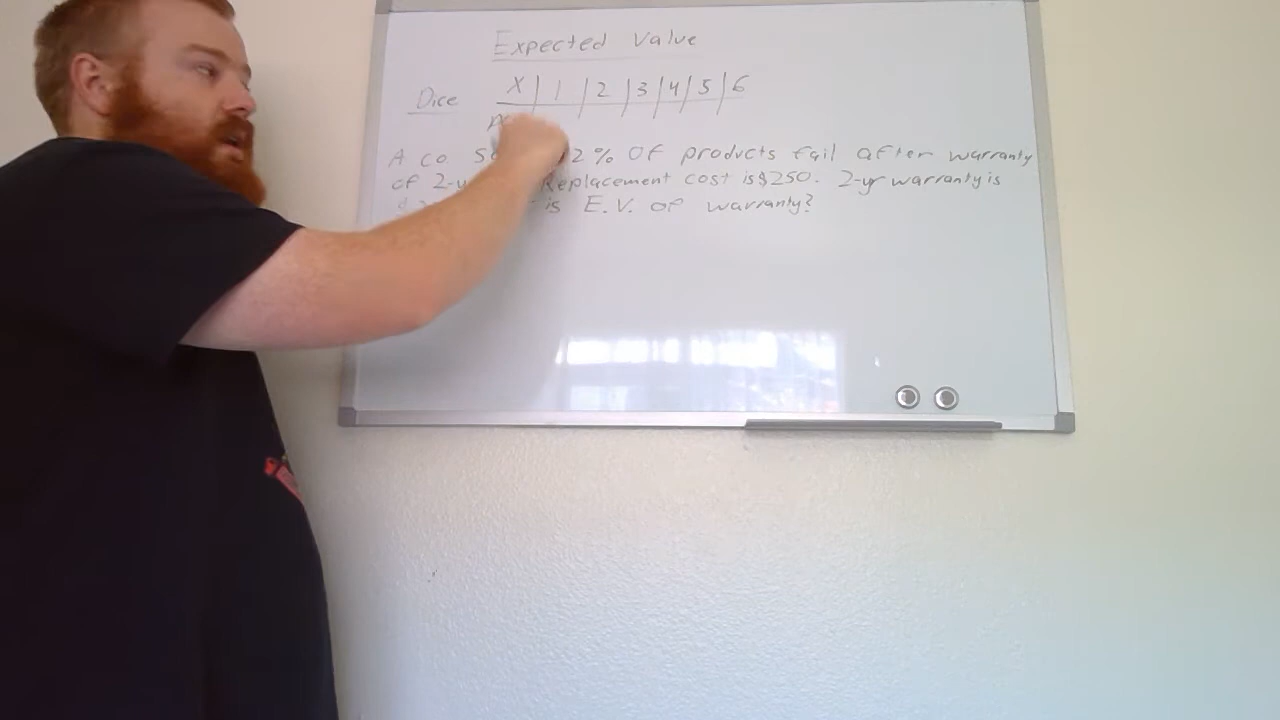 Expected Value
Dice X 1 2 3 4 5 6
A co 2% of products fail after warranty
of 2-y Replacement cost is $250. 2-yr warranty is
is E.V. of warranty?